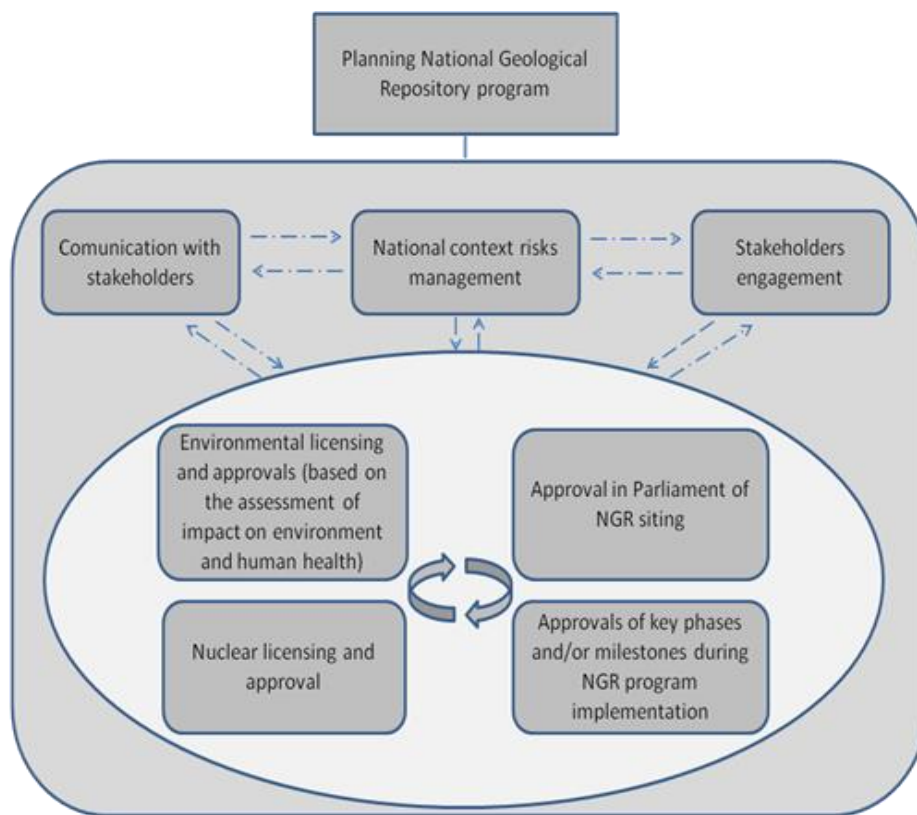 Planning National Geological
Repository program
Comunication with
stakeholders
National context risks
management
Stakeholders
engagement
Environmental licensing
and approvals (based on
the assessment of
impact on environment
and human health)
Approval in Parliament of
NGR siting
Nuclear licensing and
approval
Approvals of key phases
and/or milestones during
NGR program
implementation